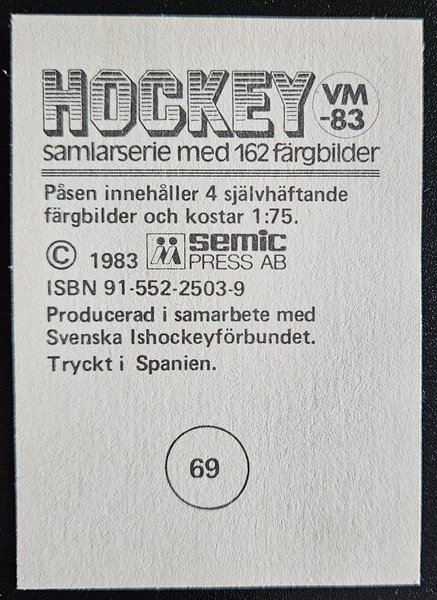 HOCKEY VM
-83
samlarserie med 162 färgbilder
Påsen innehåller 4 självhäftande
färgbilder och kostar 1:75.
© 1983 semic
PRESS AB
ISBN 91-552-2503-9
Producerad i samarbete med
Svenska Ishockeyförbundet.
Tryckt i Spanien.
69